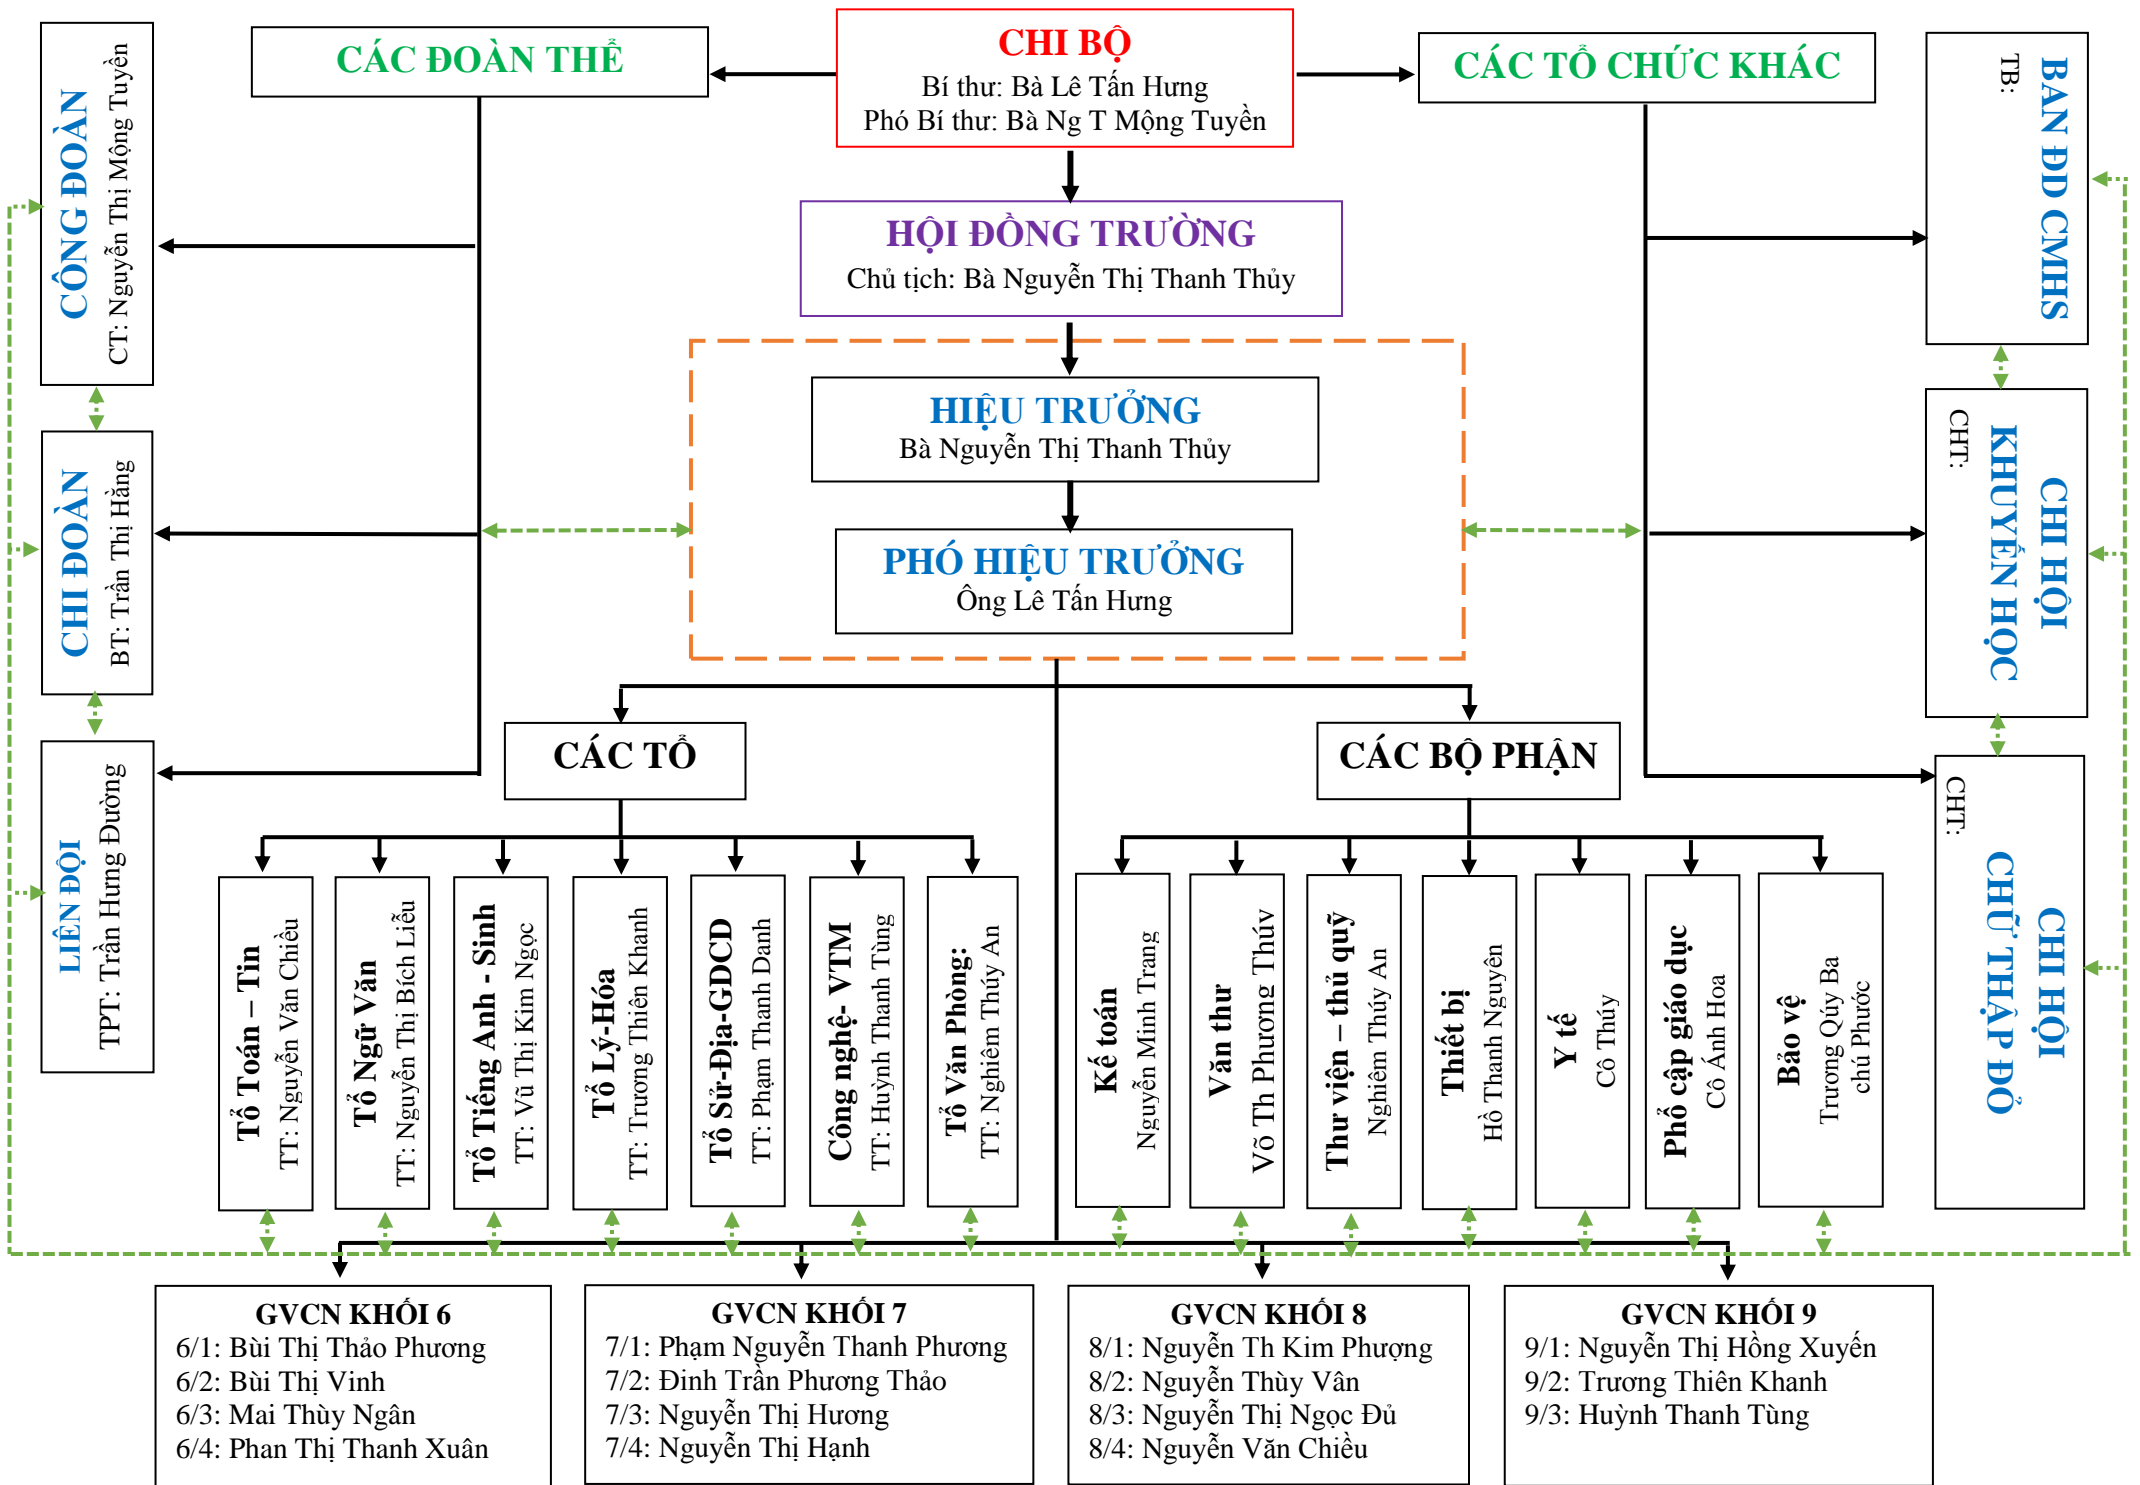 CHI BỘ
Bí thư: Bà Lê Tấn Hưng
Phó Bí thư: Bà Ng T Mộng Tuyền
CÁC ĐOÀN THỂ
CÁC TỔ CHỨC KHÁC
HỘI ĐỒNG TRƯỜNG
Chủ tịch: Bà Nguyễn Thị Thanh Thủy
HIỆU TRƯỞNG
Bà Nguyễn Thị Thanh Thủy
PHÓ HIỆU TRƯỞNG
Ông Lê Tấn Hưng
CÔNG ĐOÀN
CT: Nguyễn Thị Mộng Tuyền
CHI ĐOÀN
BT: Trần Thị Hằng
LIÊN ĐỘI
TPT: Trần Hưng Đường
BAN ĐD CMHS
TB:
CHI HỘI
KHUYẾN HỌC
CHT:
CHI HỘI
CHỮ THẬP ĐỎ
CHT:
CÁC TỔ
CÁC BỘ PHẬN
Tổ Toán – Tin
TT: Nguyễn Văn Chiều
Tổ Ngữ Văn
TT: Nguyễn Thị Bích Liễu
Tổ Tiếng Anh - Sinh
TT: Vũ Thị Kim Ngọc
Tổ Lý-Hóa
TT: Trương Thiên Khanh
Tổ Sử-Địa-GDCD
TT: Phạm Thanh Danh
Công nghệ- VTM
TT: Huỳnh Thanh Tùng
Tổ Văn Phòng:
TT: Nghiêm Thúy An
Kế toán
Nguyễn Minh Trang
Văn thư
Võ Th Phương Thúy
Thư viện – thủ quỹ
Nghiêm Thúy An
Thiết bị
Hồ Thanh Nguyên
Y tế
Cô Thúy
Phổ cập giáo dục
Cô Ánh Hoa
Bảo vệ
Trương Qúy Ba
chú Phước
GVCN KHỐI 6
6/1: Bùi Thị Thảo Phương
6/2: Bùi Thị Vinh
6/3: Mai Thùy Ngân
6/4: Phan Thị Thanh Xuân
GVCN KHỐI 7
7/1: Phạm Nguyễn Thanh Phương
7/2: Đinh Trần Phương Thảo
7/3: Nguyễn Thị Hương
7/4: Nguyễn Thị Hạnh
GVCN KHỐI 8
8/1: Nguyễn Th Kim Phượng
8/2: Nguyễn Thùy Vân
8/3: Nguyễn Thị Ngọc Đủ
8/4: Nguyễn Văn Chiều
GVCN KHỐI 9
9/1: Nguyễn Thị Hồng Xuyến
9/2: Trương Thiên Khanh
9/3: Huỳnh Thanh Tùng